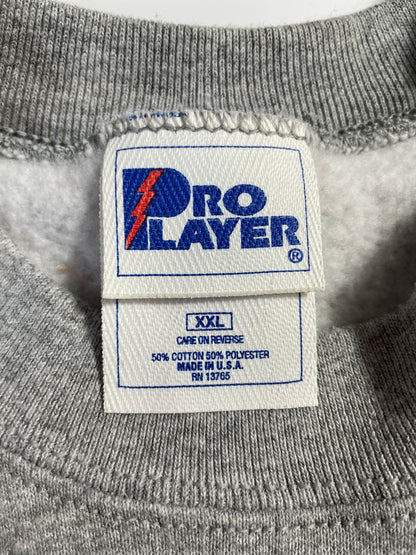 PRO
PLAYER
®
XXL
CARE ON REVERSE
50% COTTON 50% POLYESTER
MADE IN U.S.A.
RN 13765